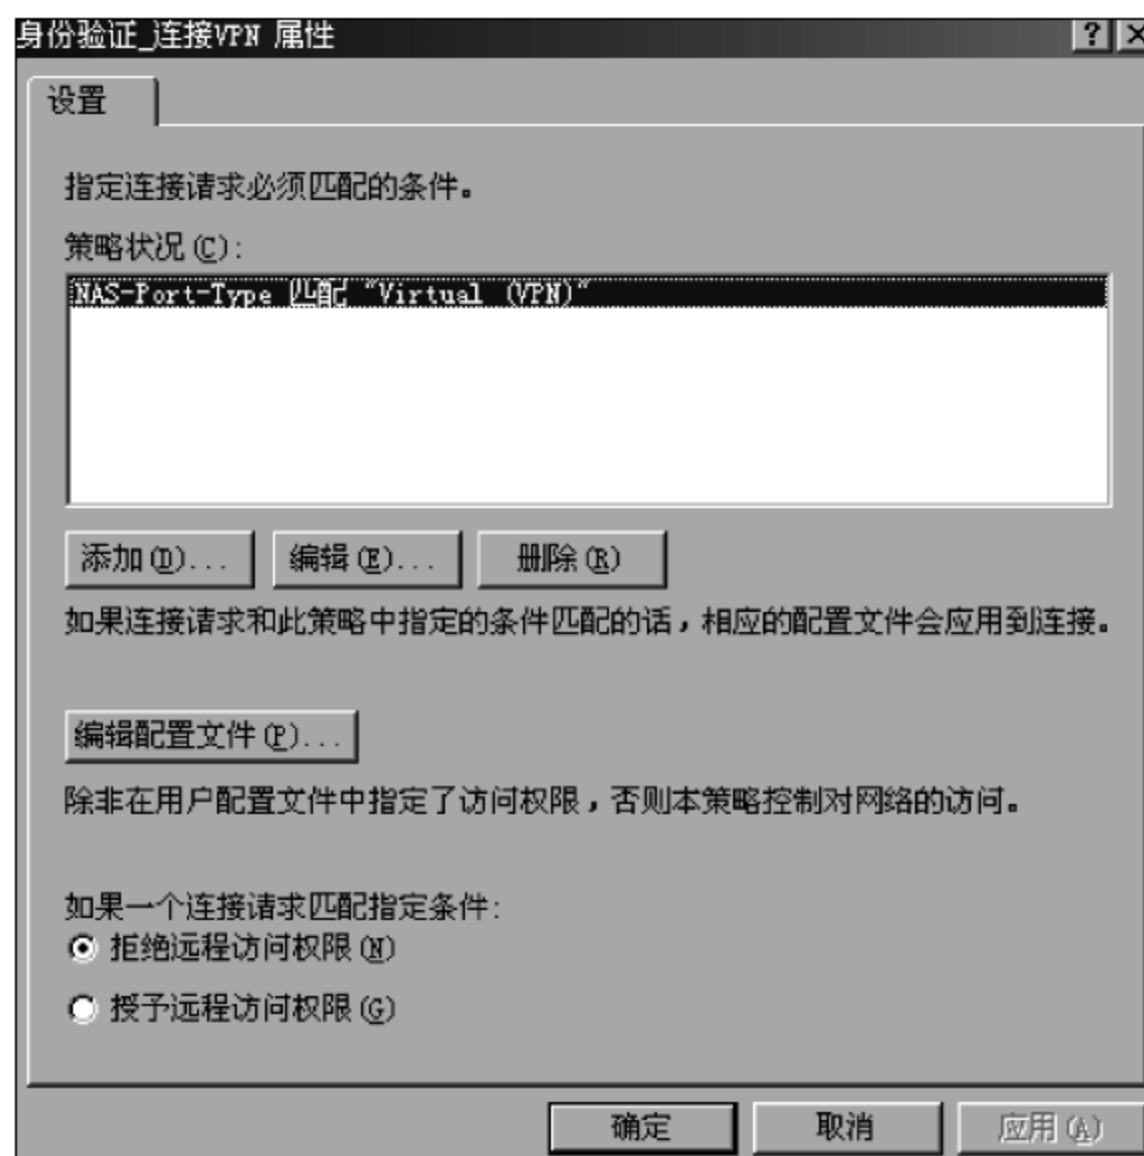 身份验证_连接VPN 属性
设置
指定连接请求必须匹配的条件。
策略状况(C):
NAS-Port-Type 匹配 "Virtual (VPN)"
添加(D)... 编辑(E)... 册除(R)
如果连接请求和此策略中指定的条件匹配的话，相应的配置文件会应用到连接。
编辑配置文件(P)...
除非在用户配置文件中指定了访问权限，否则本策略控制对网络的访问。
如果一个连接请求匹配指定条件:
拒绝远程访问权限(N)
授予远程访问权限(G)
确定 取消 应用(A)